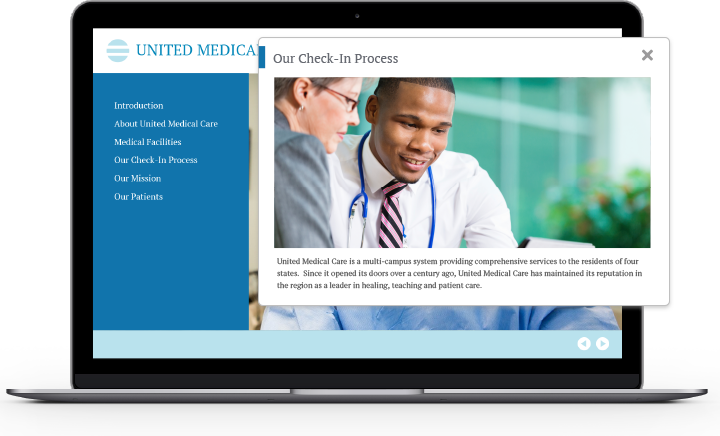 UNITED MEDICA
Our Check-In Process
Introduction
About United Medical Care
Medical Facilities
Our Check-In Process
Our Mission
Our Patients
United Medical Care is a multi-campus system providing comprehensive services to the residents of four
states. Since it opened its doors over a century ago, United Medical Care has maintained its reputation in
the region as a leader in healing, teaching and patient care.